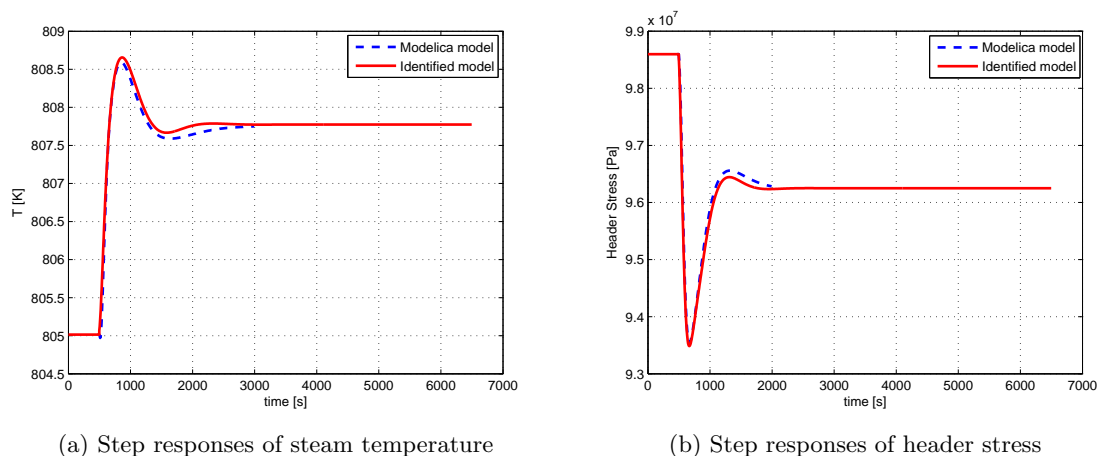 809
808.5
808
807.5
807
806.5
806
805.5
805
804.5
T [K]
0 1000 2000 3000 4000 5000 6000 7000
time [s]
Modelica model
Identified model
(a) Step responses of steam temperature
x 10^7
9.9
9.8
9.7
9.6
9.5
9.4
9.3
Header Stress [Pa]
0 1000 2000 3000 4000 5000 6000 7000
time [s]
Modelica model
Identified model
(b) Step responses of header stress